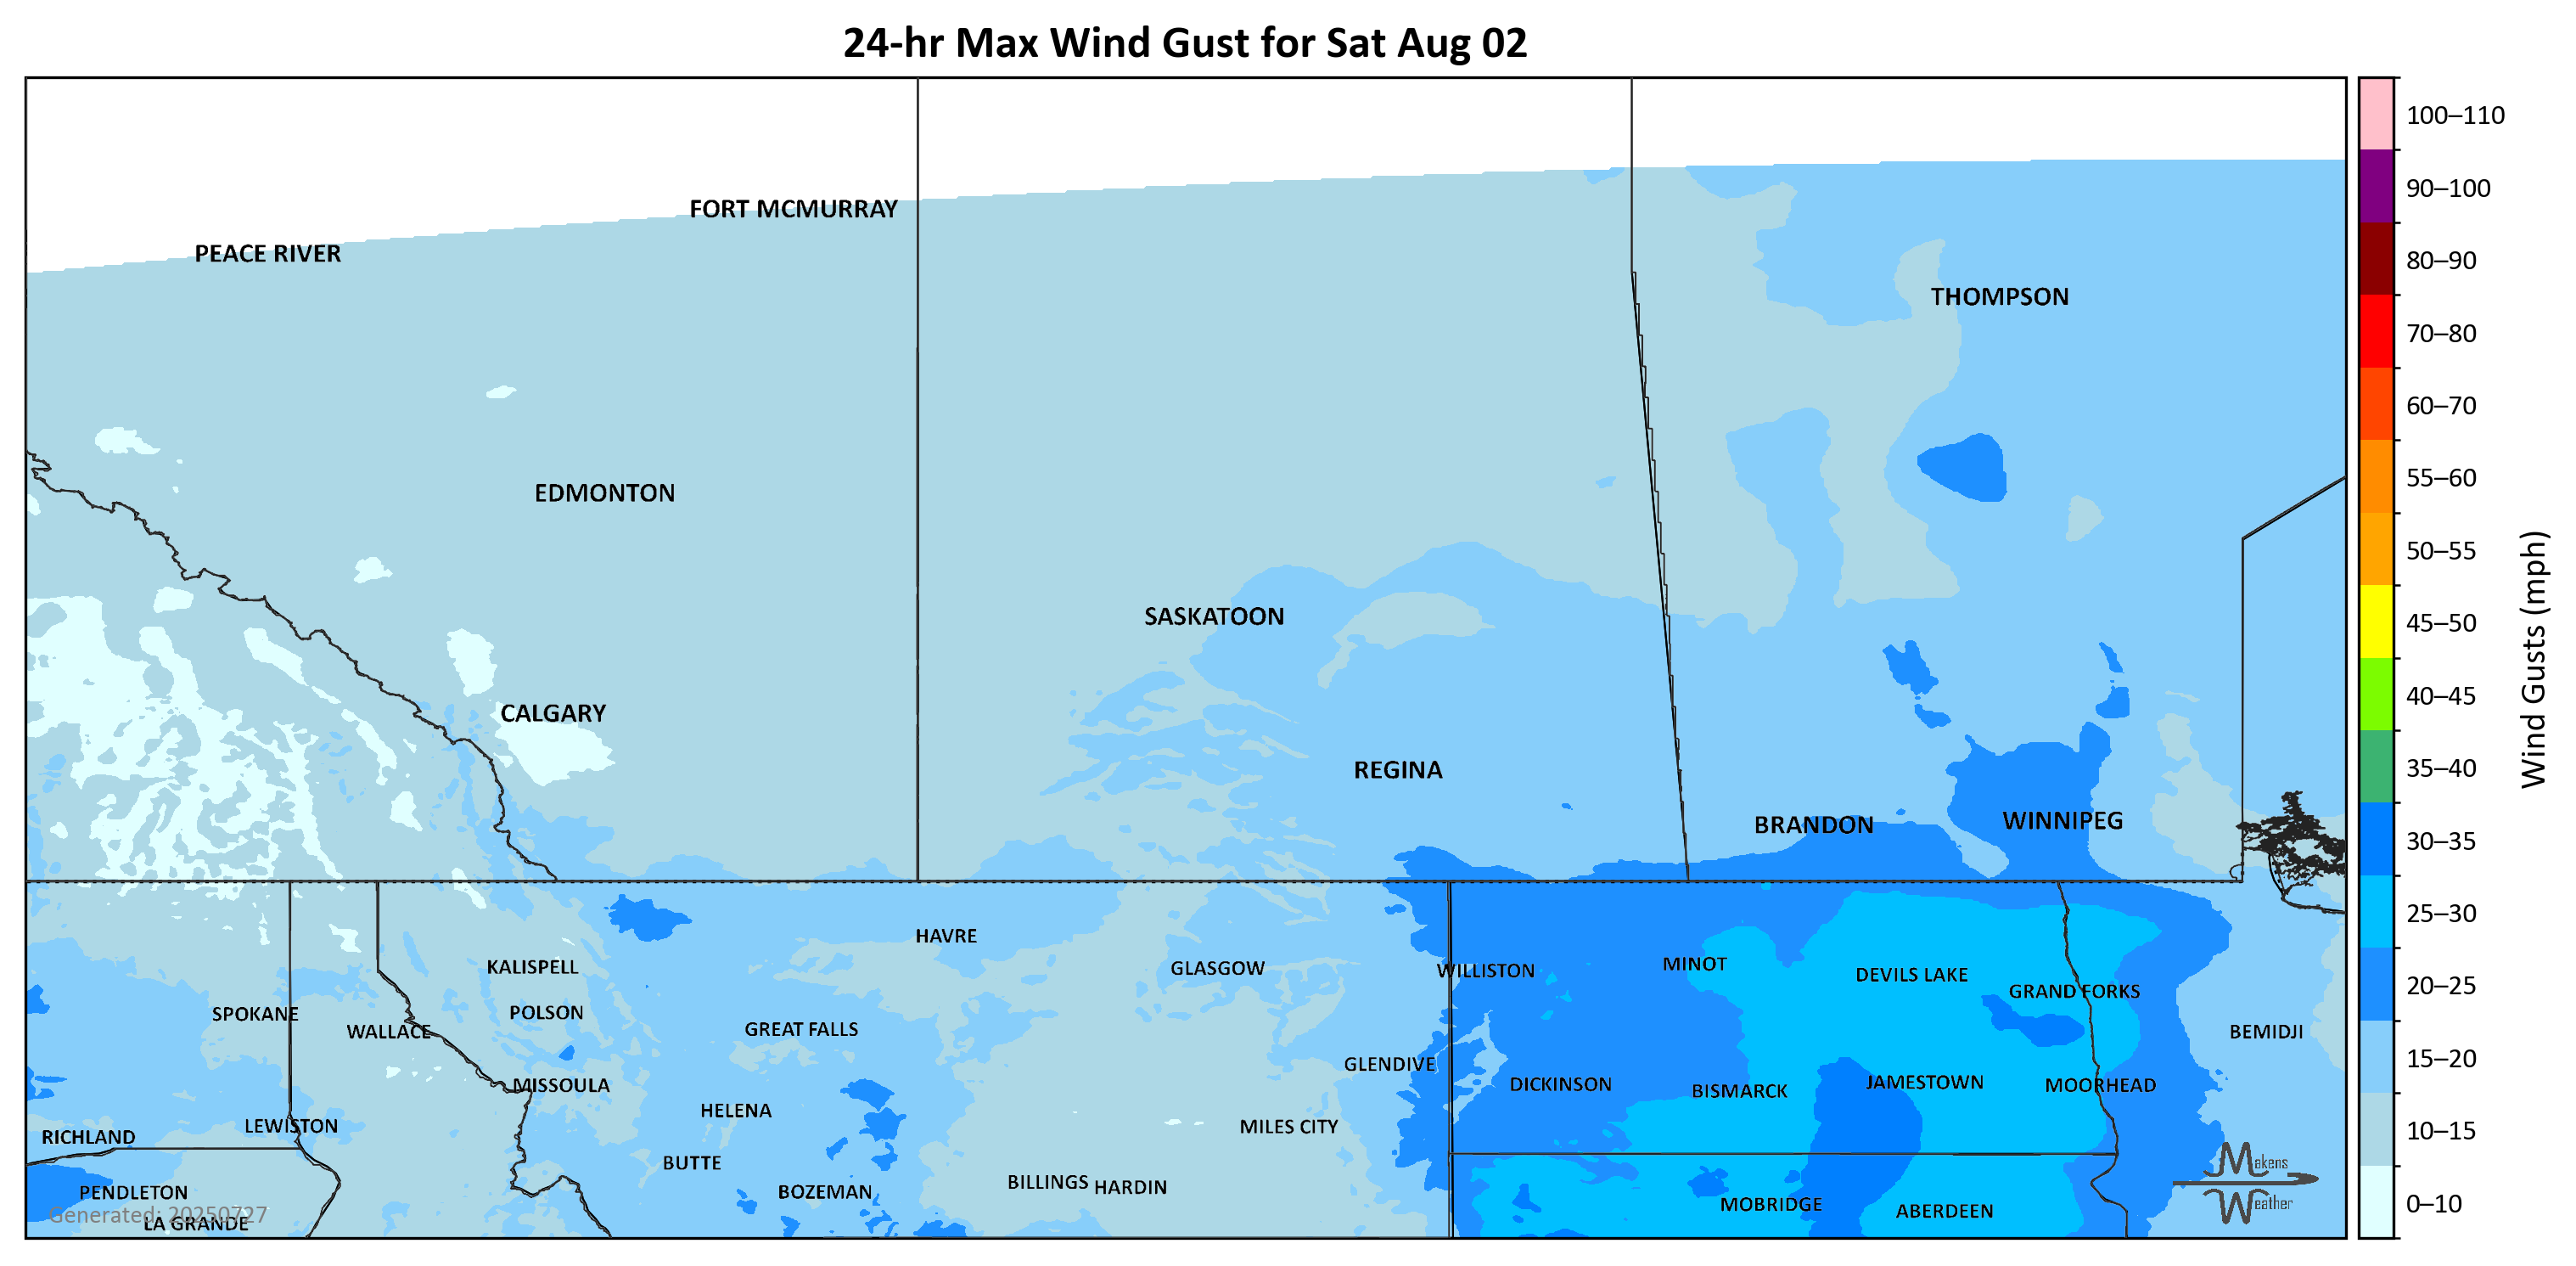 24-hr Max Wind Gust for Sat Aug 02
100–110
90–100
80–90
70–80
60–70
55–60
50–55
45–50
40–45
35–40
30–35
25–30
20–25
15–20
10–15
0–10
Wind Gusts (mph)
FORT MCMURRAY
PEACE RIVER
THOMPSON
EDMONTON
SASKATOON
CALGARY
REGINA
BRANDON
WINNIPEG
HAVRE
KALISPELL
GLASGOW
WILLISTON
MINOT
DEVILS LAKE
GRAND FORKS
SPOKANE
POLSON
WALLACE
GREAT FALLS
BEMIDJI
GLENDIVE
MISSOULA
DICKINSON
BISMARCK
JAMESTOWN
MOORHEAD
HELENA
LEWISTON
MILES CITY
RICHLAND
BUTTE
BILLINGS
HARDIN
PENDLETON
BOZEMAN
MOBRIDGE
ABERDEEN
LA GRANDE
Generated: 20250727
Makens
Weather